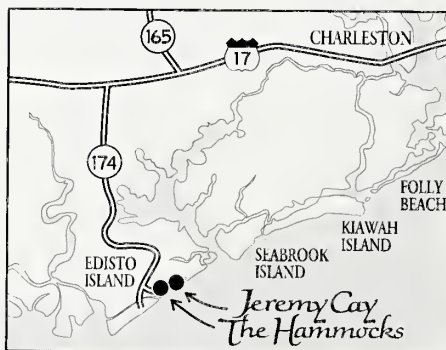 165
17
CHARLESTON
174
FOLLY
BEACH
KIAWAH
ISLAND
SEABROOK
ISLAND
EDISTO
ISLAND
Jeremy Cay
The Hammocks